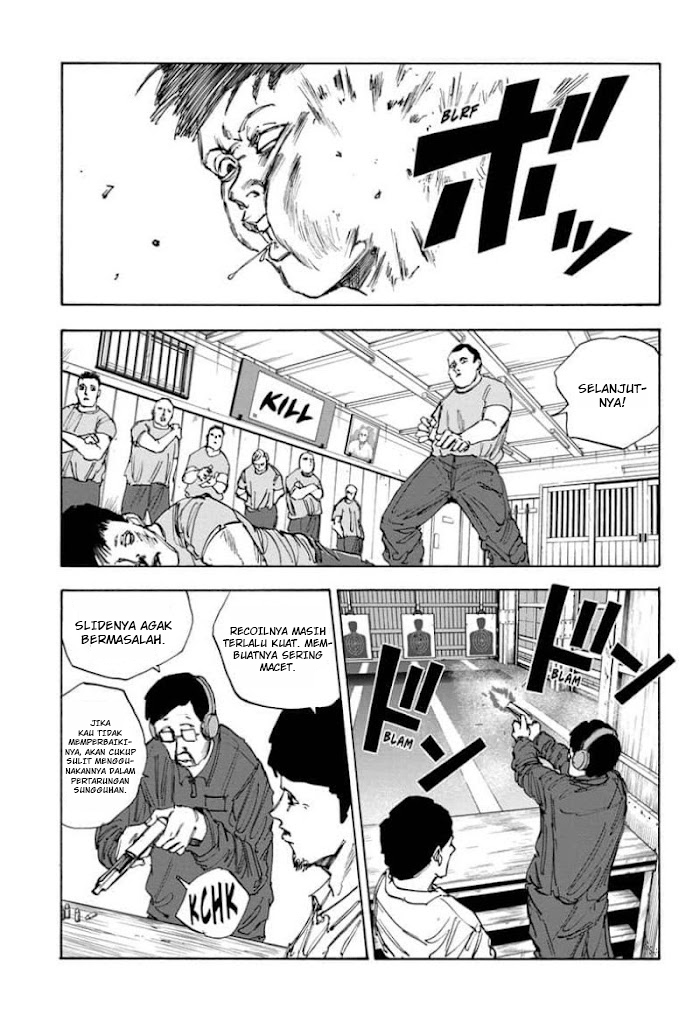 BLRF
ボッ
KILL
SELANJUT-
NYA!
ドン
BLAM
ドン
BLAM
RECOILNYA MASIH
TERLALU KUAT. MEM-
BUATNYA SERING
MACET.
SLIDENYA AGAK
BERMASALAH.
JIKA
KAU TIDAK
MEMPERBAIKI-
NYA, AKAN CUKUP
SULIT MENGGU-
NAKANNYA DALAM
PERTARUNGAN
SUNGGUHAN.
KCHK